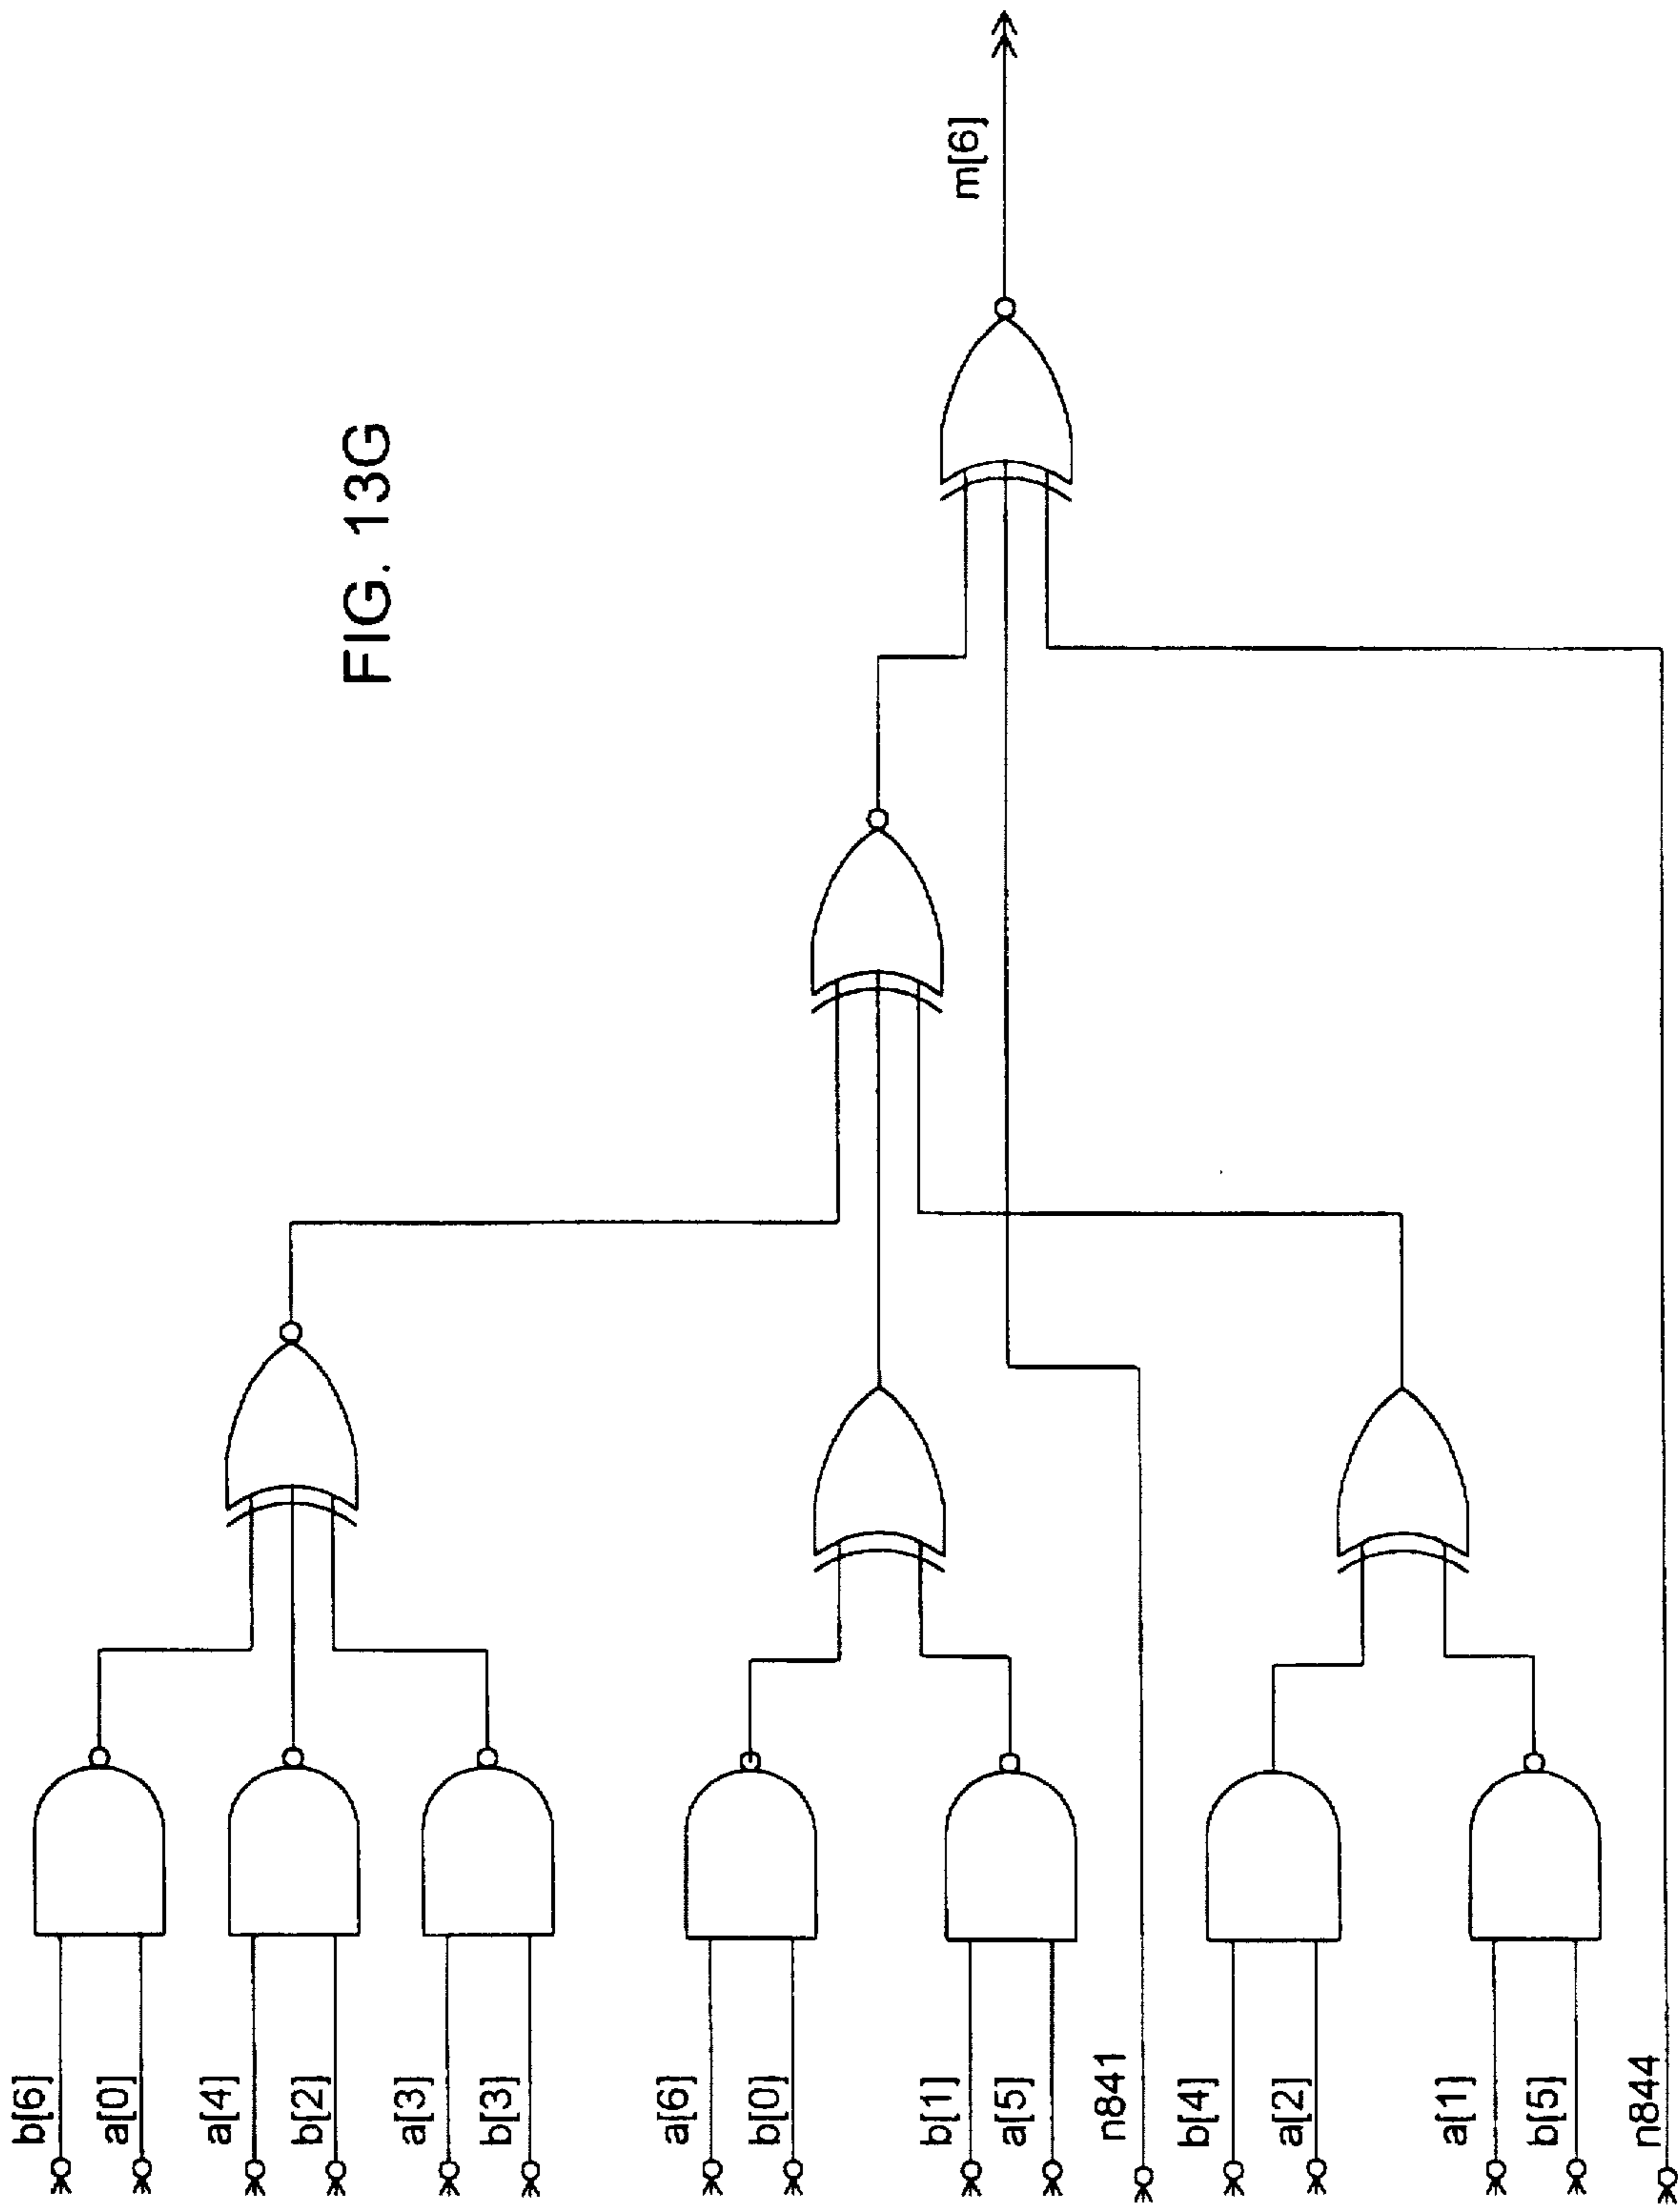 FIG. 13G
b[6]
a[0]
a[4]
b[2]
a[3]
b[3]
a[6]
b[0]
b[1]
a[5]
n841
b[4]
a[2]
a[1]
b[5]
n844
m[6]